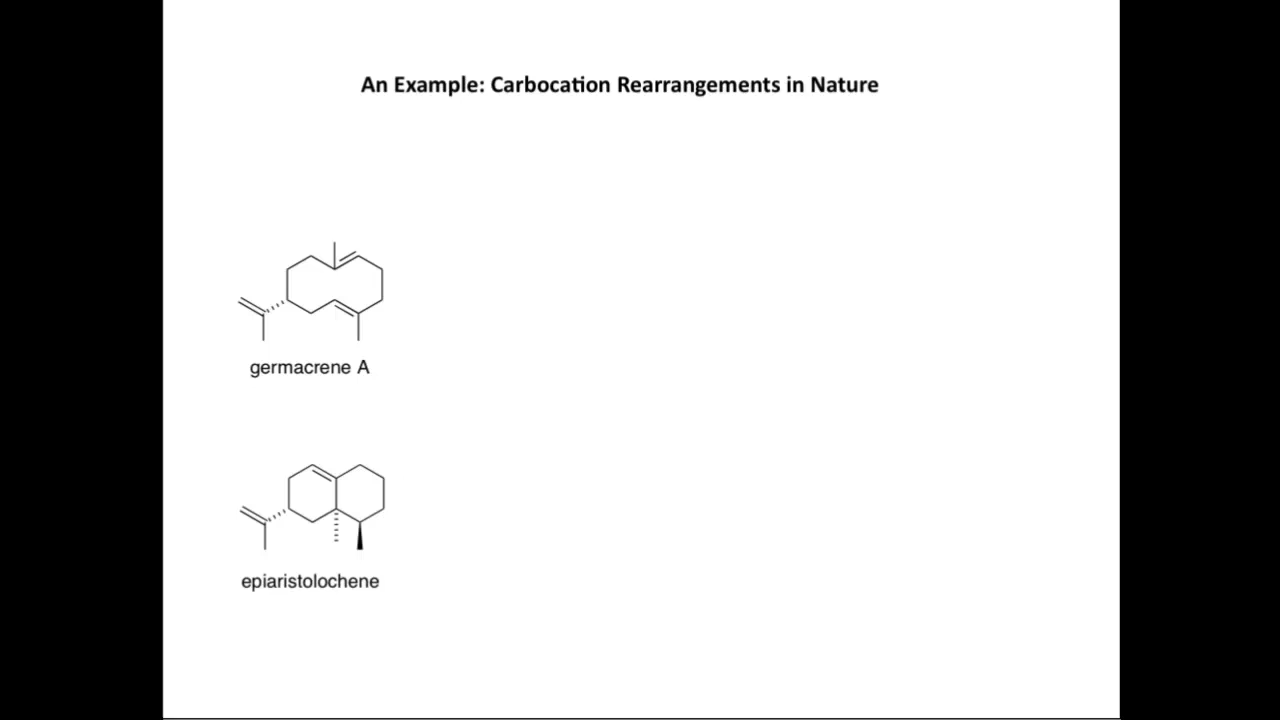 An Example: Carbocation Rearrangements in Nature
germacrene A
epiaristolochene